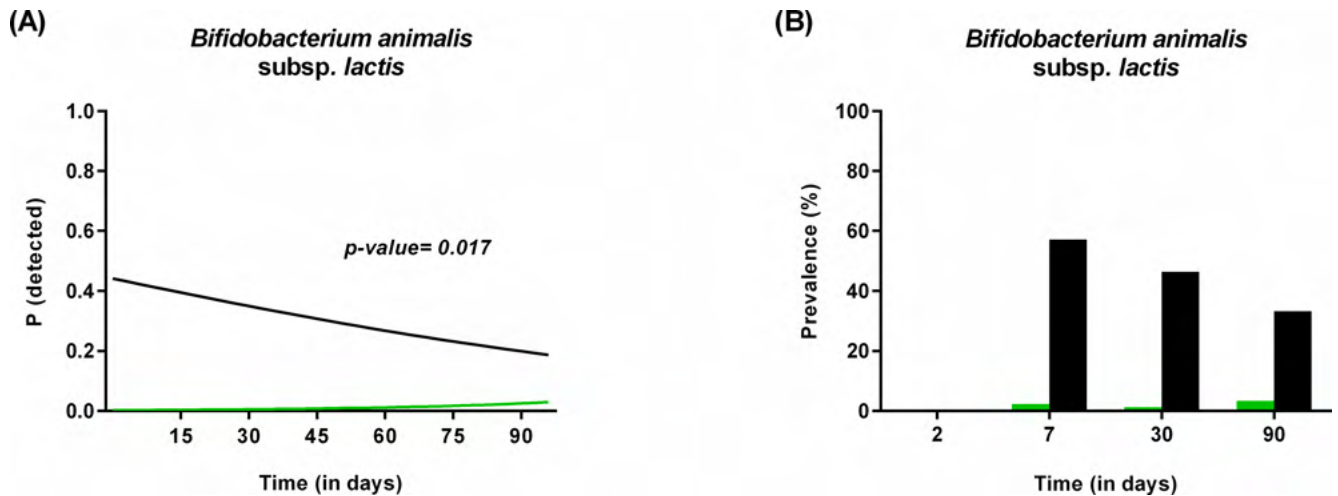 (A)
Bifidobacterium animalis
subsp. lactis
1.0
0.8
0.6
0.4
0.2
0.0
P (detected)
p-value= 0.017
15 30 45 60 75 90
Time (in days)
(B)
Bifidobacterium animalis
subsp. lactis
100
80
60
40
20
0
Prevalence (%)
2 7 30 90
Time (in days)